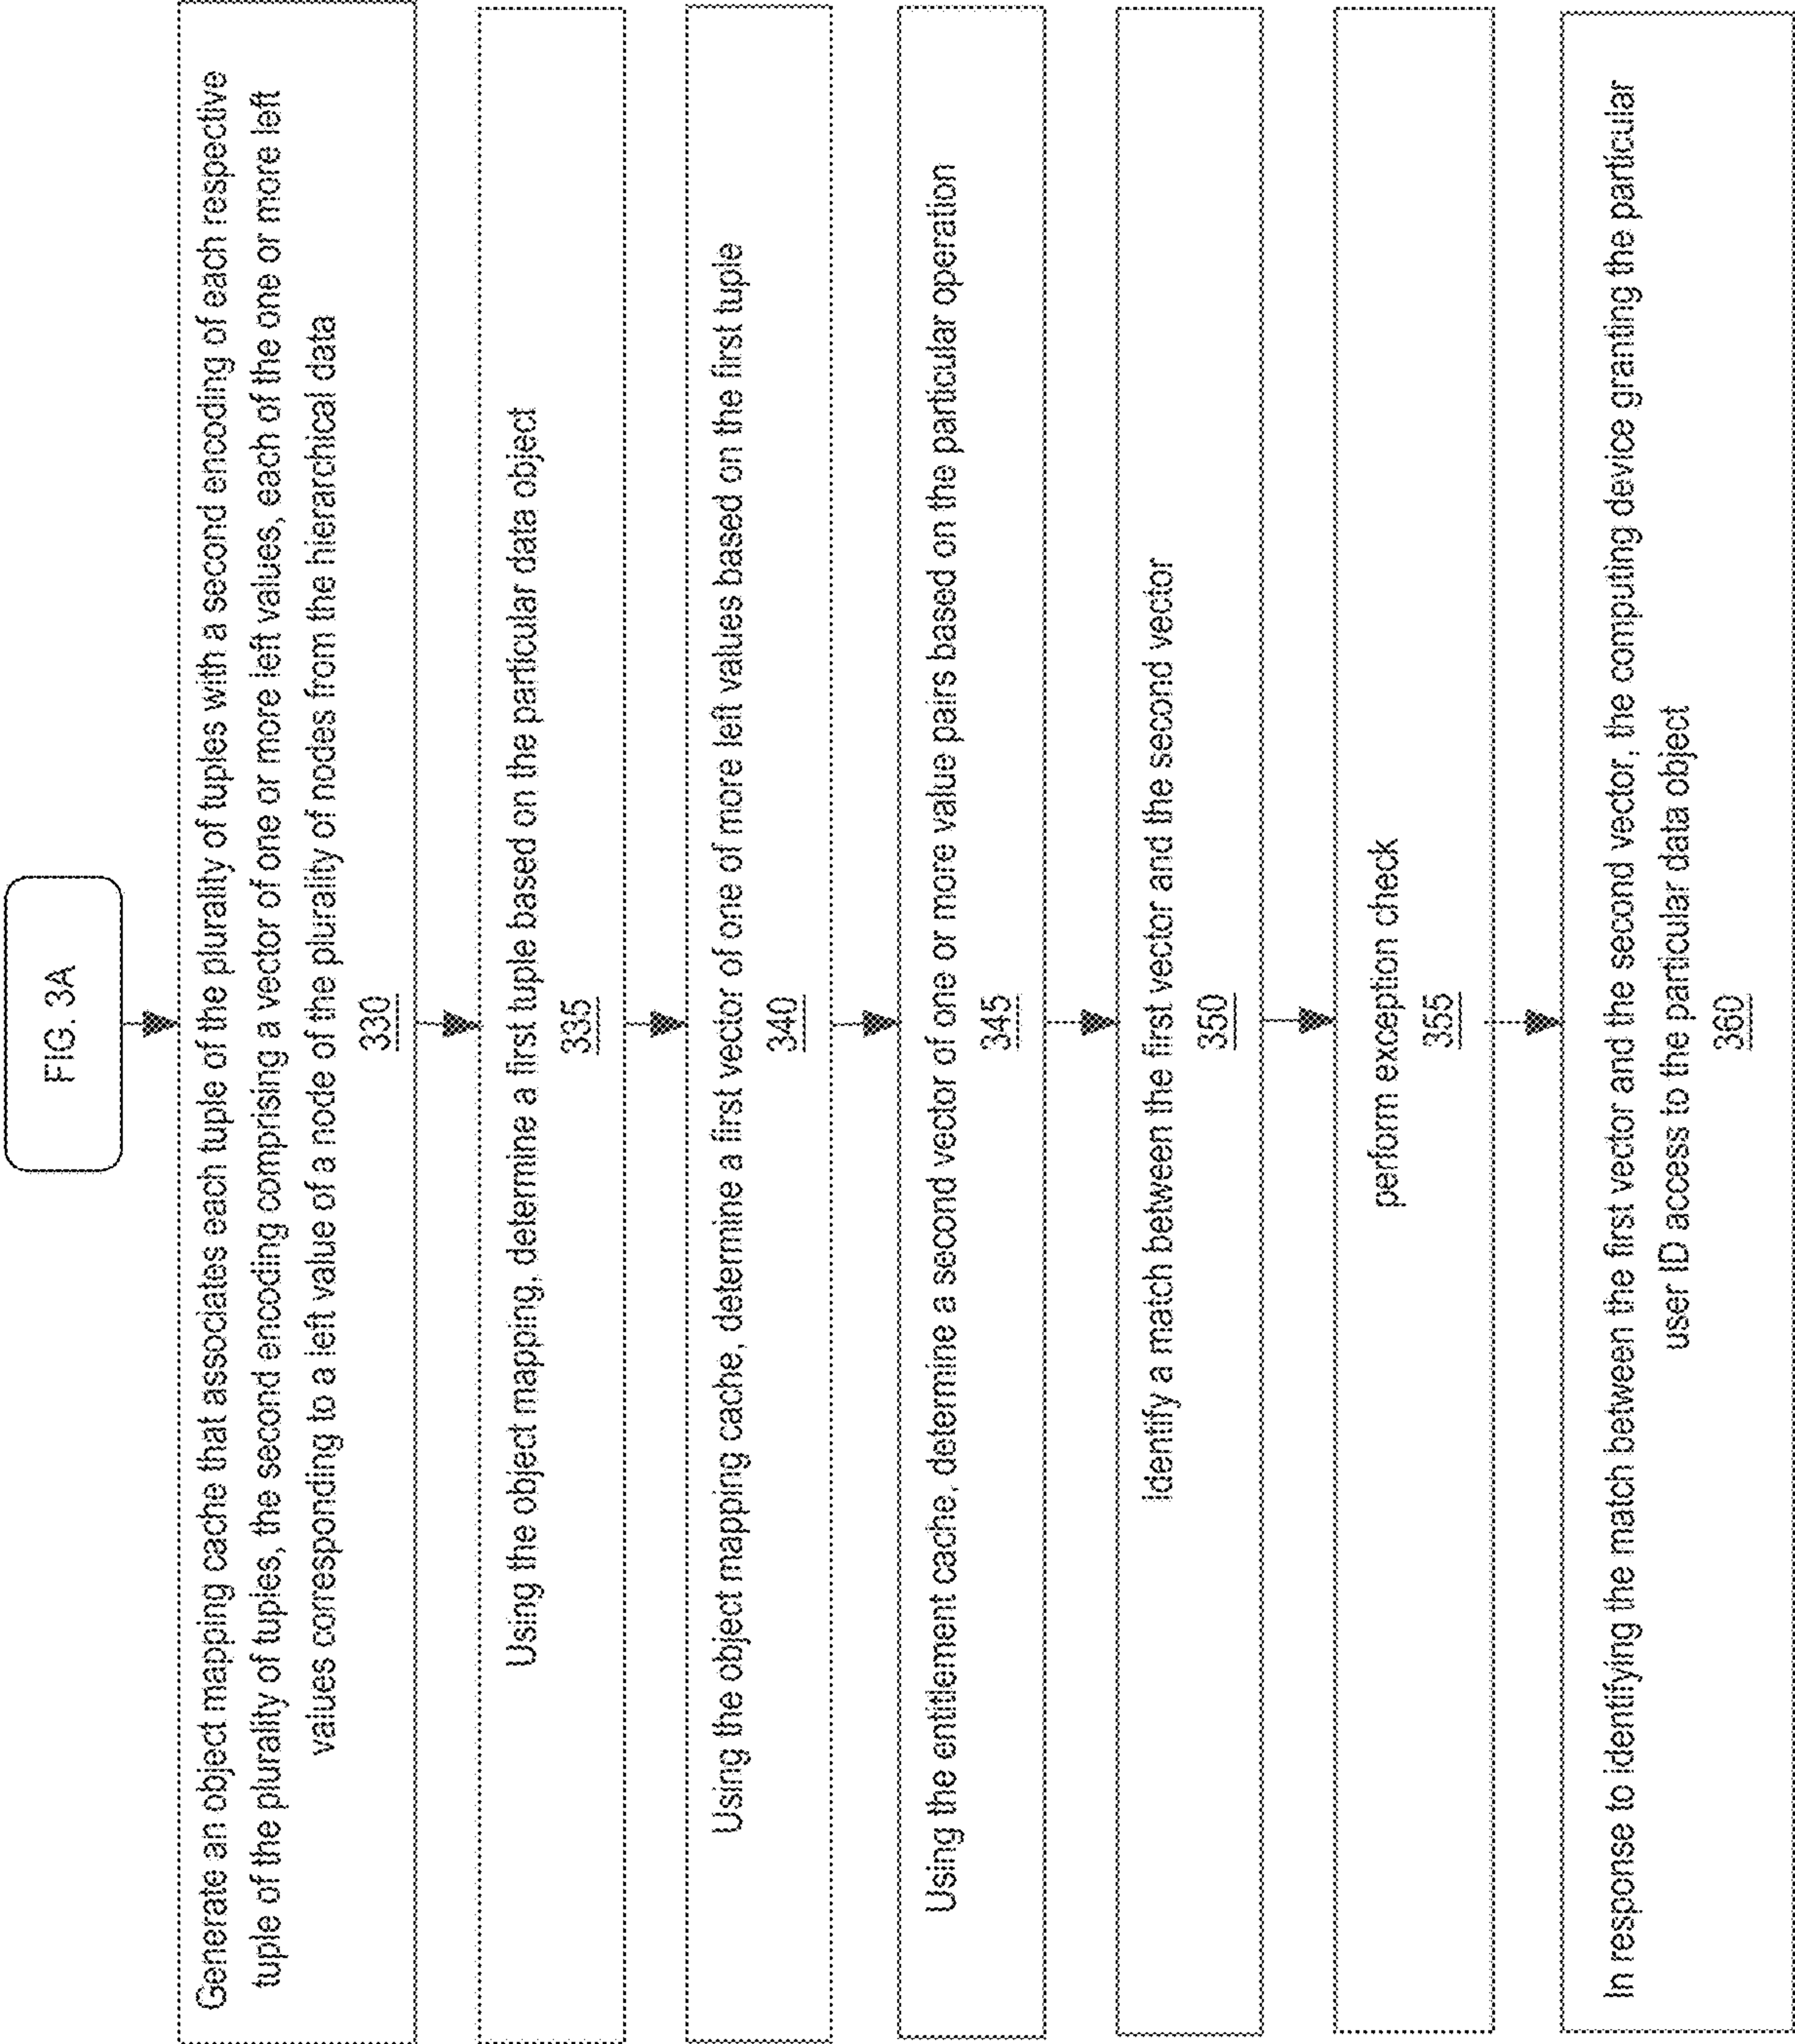 FIG. 3A
Generate an object mapping cache that associates each tuple of the plurality of tuples with a second encoding of each respective
tuple of the plurality of tuples, the second encoding comprising a vector of one or more left values, each of the one or more left
values corresponding to a left value of a node of the plurality of nodes from the hierarchical data
330
Using the object mapping, determine a first tuple based on the particular data object
335
Using the object mapping cache, determine a first vector of one of more left values based on the first tuple
340
Using the entitlement cache, determine a second vector of one or more value pairs based on the particular operation
345
Identify a match between the first vector and the second vector
350
perform exception check
355
In response to identifying the match between the first vector and the second vector, the computing device granting the particular
user ID access to the particular data object
360